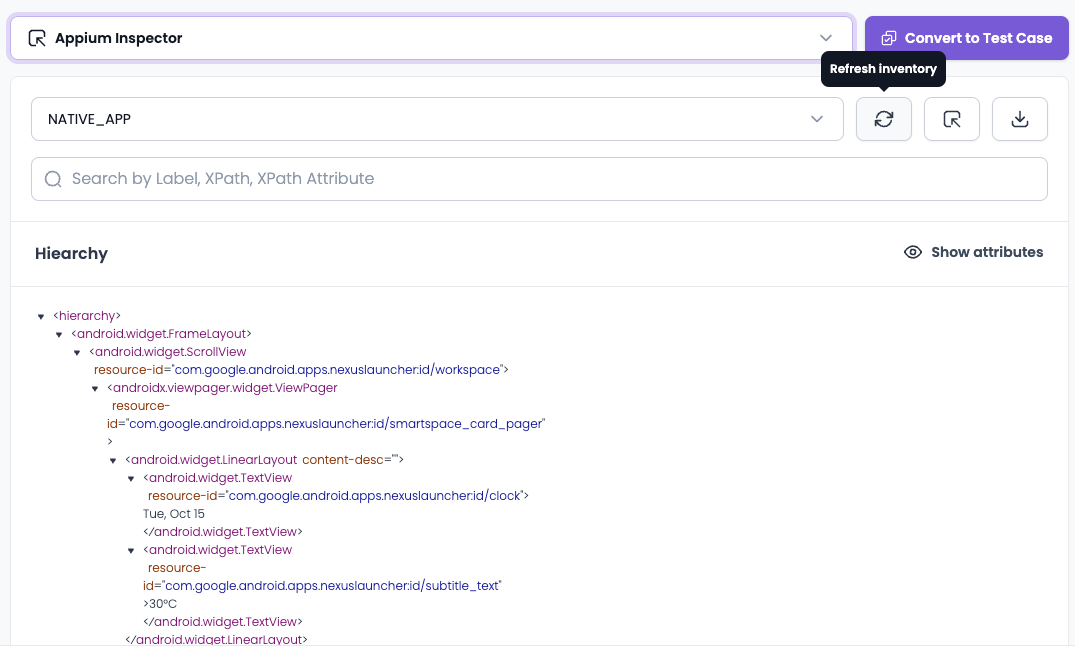 Appium Inspector
Convert to Test Case
Refresh inventory
NATIVE_APP
Search by Label, XPath, XPath Attribute
Hiearchy
Show attributes
<hierarchy>
<android.widget.FrameLayout>
<android.widget.ScrollView
resource-id="com.google.android.apps.nexuslauncher:id/workspace">
<androidx.viewpager.widget.ViewPager
resource-
id="com.google.android.apps.nexuslauncher:id/smartspace_card_pager"
>
<android.widget.LinearLayout content-desc="">
<android.widget.TextView
resource-id="com.google.android.apps.nexuslauncher:id/clock">
Tue, Oct 15
</android.widget.TextView>
<android.widget.TextView
resource-
id="com.google.android.apps.nexuslauncher:id/subtitle_text"
>30°C
</android.widget.TextView>
</android.widget.LinearLayout>